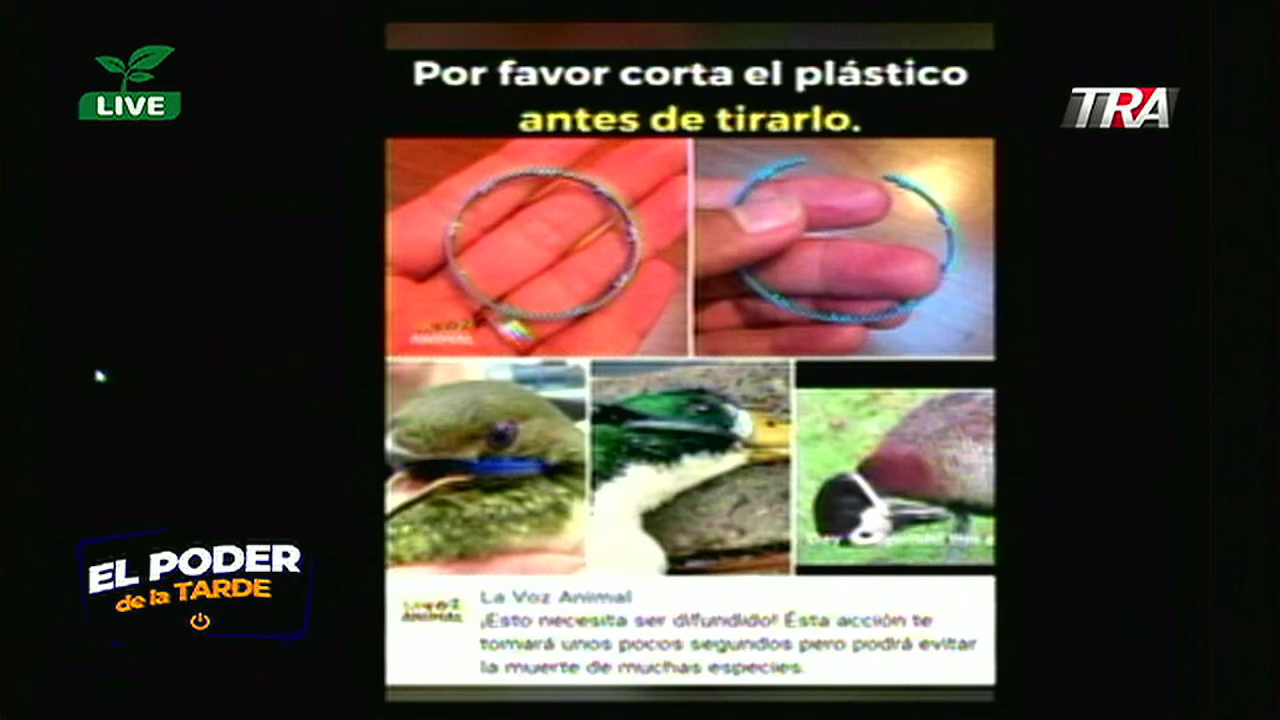 LIVE
Por favor corta el plástico
antes de tirarlo.
TRA
EL PODER
de la TARDE
La Voz Animal
¡Esto necesita ser difundido! Ésta acción te
tomará unos pocos segundos pero podrá evitar
la muerte de muchas especies.